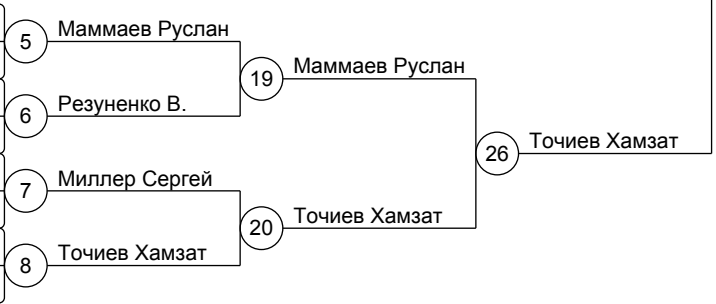 5 Маммаев Руслан
19 Маммаев Руслан
6 Резуненко В.
26 Точиев Хамзат
7 Миллер Сергей
20 Точиев Хамзат
8 Точиев Хамзат